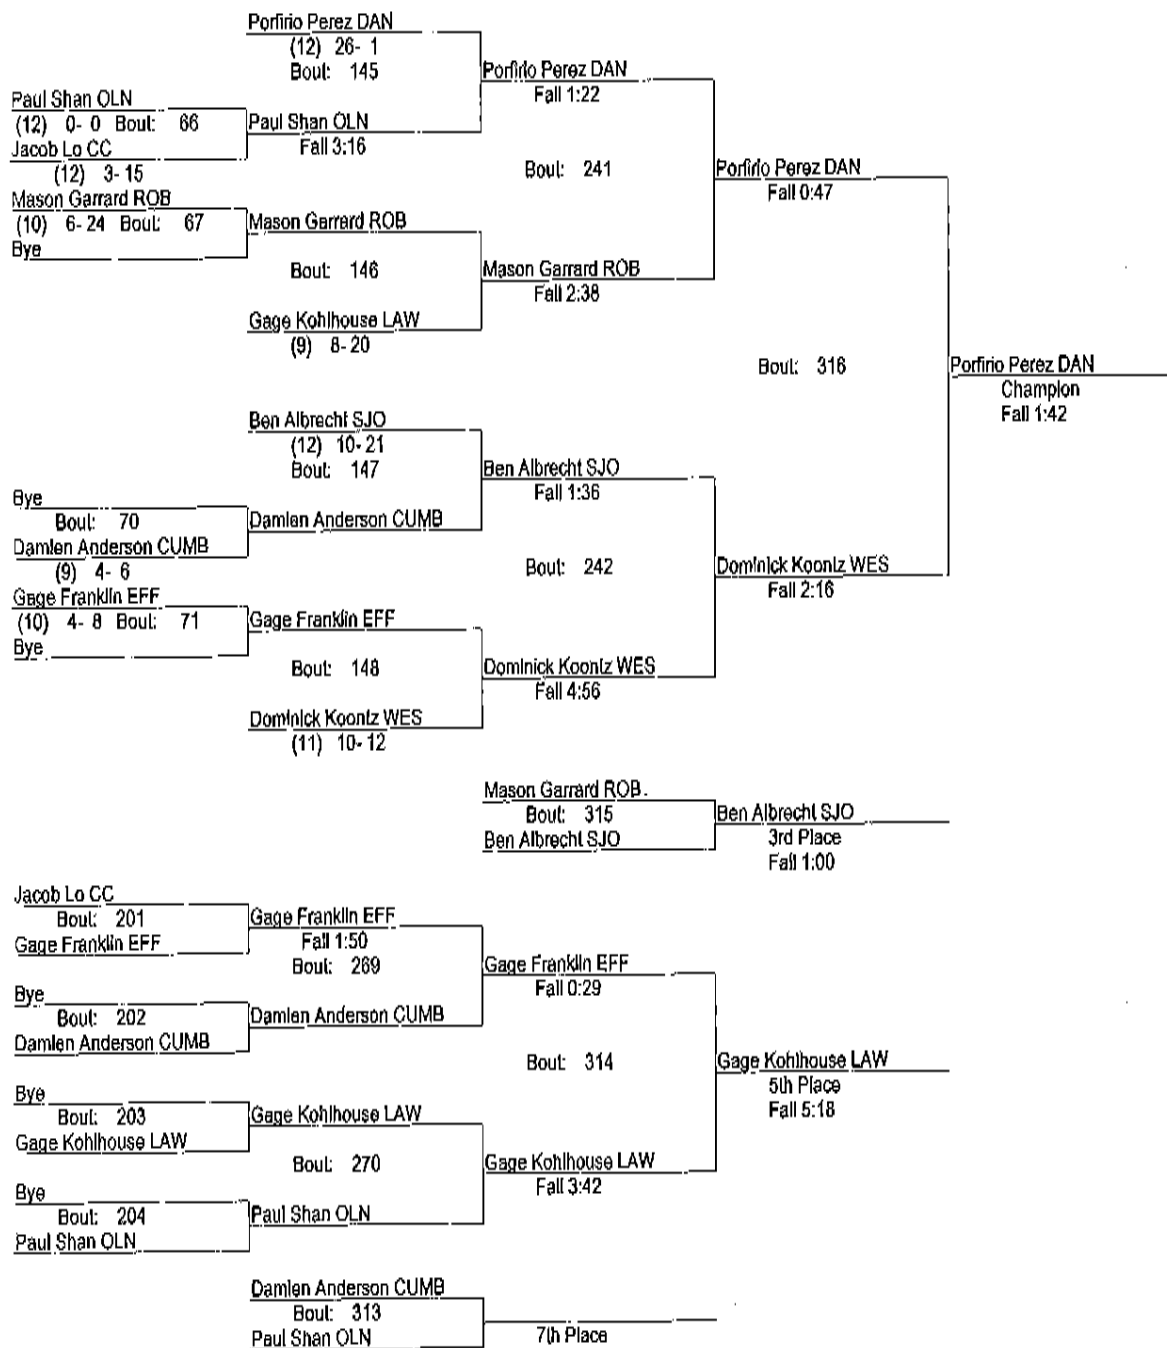 Porfirio Perez DAN
(12) 26- 1
Bout: 145
Porfirio Perez DAN
Fall 1:22
Paul Shan OLN
(12) 0- 0 Bout: 66
Paul Shan OLN
Fall 3:16
Jacob Lo CC
(12) 3- 15
Bout: 241
Porfirio Perez DAN
Fall 0:47
Mason Garrard ROB
(10) 6- 24 Bout: 67
Mason Garrard ROB
Bye
Bout: 146
Mason Garrard ROB
Fall 2:38
Gage Kohlhouse LAW
(9) 8- 20
Bout: 316
Porfirio Perez DAN
Champion
Fall 1:42
Ben Albrecht SJO
(12) 10- 21
Bout: 147
Ben Albrecht SJO
Fall 1:36
Bye
Bout: 70
Damien Anderson CUMB
Damien Anderson CUMB
(9) 4- 6
Bout: 242
Dominick Koontz WES
Fall 2:16
Gage Franklin EFF
(10) 4- 8 Bout: 71
Gage Franklin EFF
Bye
Bout: 148
Dominick Koontz WES
Fall 4:56
Dominick Koontz WES
(11) 10- 12
Mason Garrard ROB
Bout: 315
Ben Albrecht SJO
Ben Albrecht SJO
3rd Place
Fall 1:00
Jacob Lo CC
Bout: 201
Gage Franklin EFF
Gage Franklin EFF
Fall 1:50
Bout: 269
Gage Franklin EFF
Fall 0:29
Bye
Bout: 202
Damien Anderson CUMB
Damien Anderson CUMB
Bout: 314
Gage Kohlhouse LAW
5th Place
Fall 5:18
Bye
Bout: 203
Gage Kohlhouse LAW
Gage Kohlhouse LAW
Bout: 270
Gage Kohlhouse LAW
Fall 3:42
Bye
Bout: 204
Paul Shan OLN
Paul Shan OLN
Damien Anderson CUMB
Bout: 313
Paul Shan OLN
7th Place